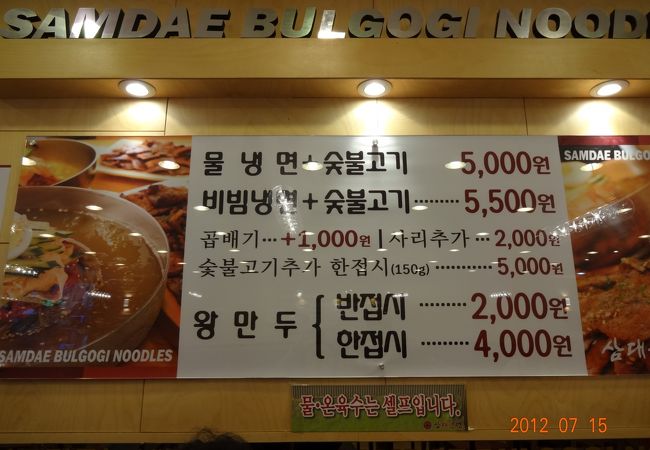 SAMDAE BULGOGI NOOD
물 냉 면 + 숯불고기 5,000원
비빔냉면 + 숯불고기 ········· 5,500원
곱배기 ··· +1,000원 | 사리추가 ··· 2,000원
숯불고기추가 한접시(150g) ············ 5,000원
왕 만 두 { 반접시 ········· 2,000원
한접시 ········· 4,000원
SAMDAE BULGOGI NOODLES
SAMDAE BULGO
삼대
물·온육수는 셀프입니다.
2012 07 15